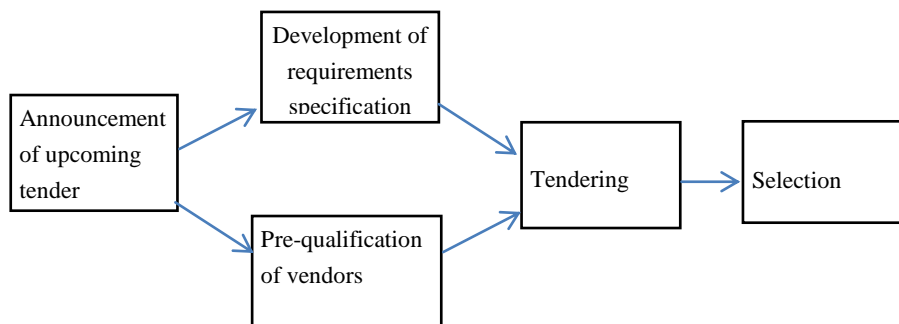 Announcement
of upcoming
tender
Development of
requirements
specification
Pre-qualification
of vendors
Tendering
Selection